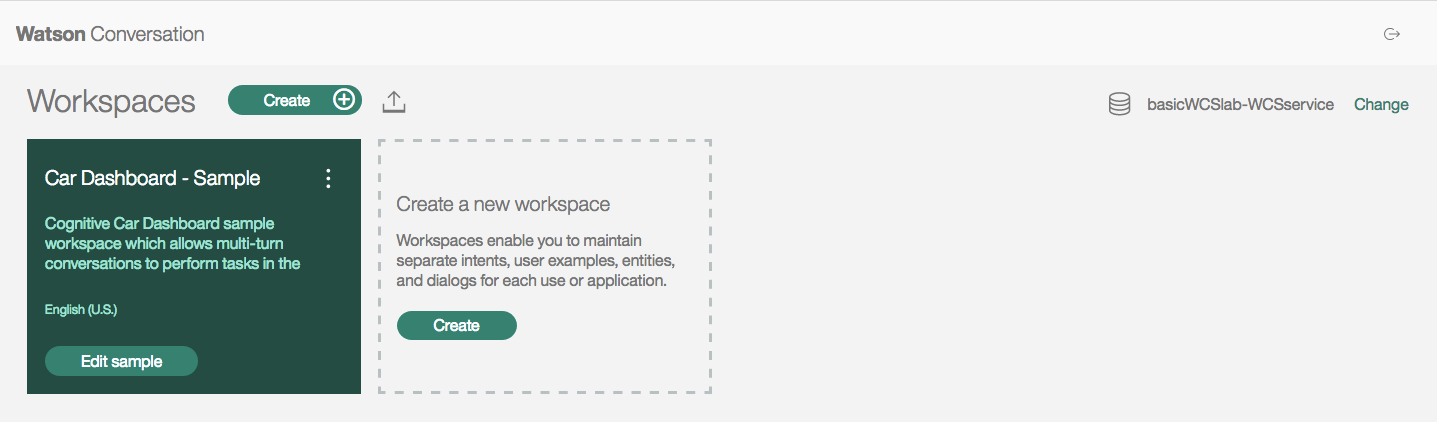 Watson Conversation
Workspaces
Create
basicWCSlab-WCSservice
Change
Car Dashboard - Sample
Cognitive Car Dashboard sample
workspace which allows multi-turn
conversations to perform tasks in the
English (U.S.)
Edit sample
Create a new workspace
Workspaces enable you to maintain
separate intents, user examples, entities,
and dialogs for each use or application.
Create